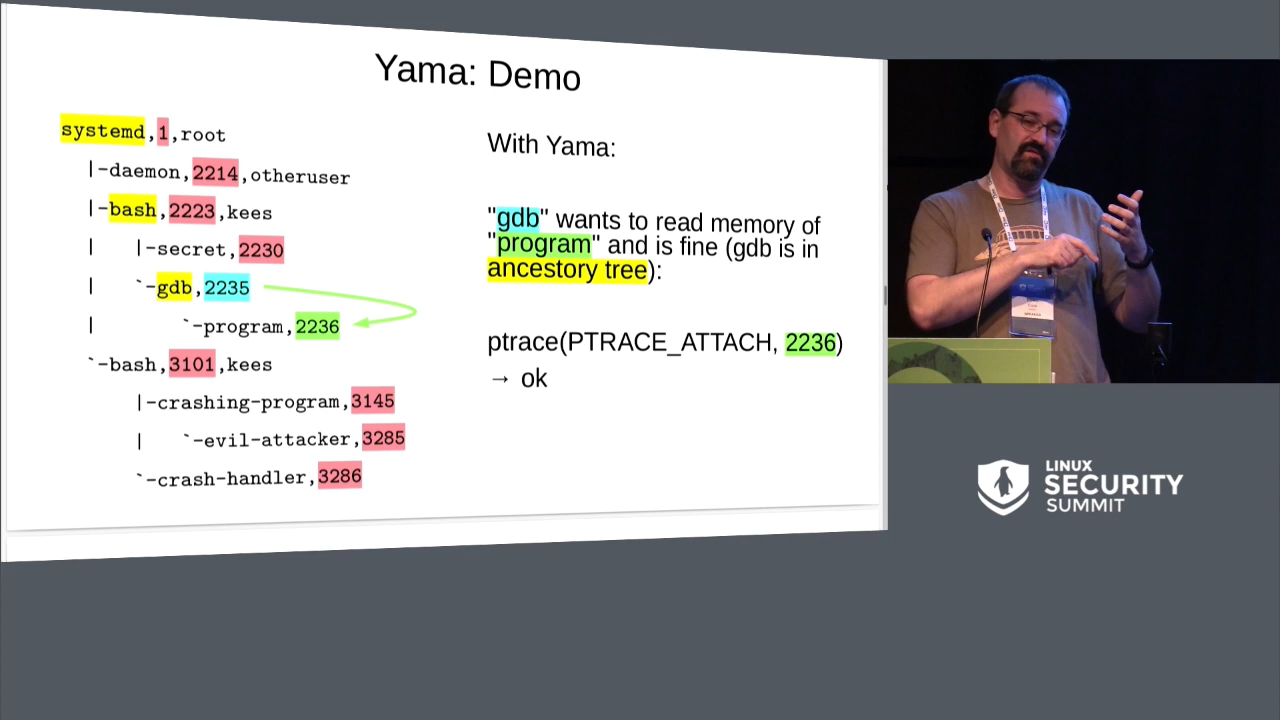 Yama: Demo
systemd,1,root
|-daemon,2214,otheruser
|-bash,2223,kees
|   |-secret,2230
|   `-gdb,2235
|       `-program,2236
`-bash,3101,kees
|-crashing-program,3145
|   `-evil-attacker,3285
`-crash-handler,3286
With Yama:
"gdb" wants to read memory of
"program" and is fine (gdb is in
ancestory tree):
ptrace(PTRACE_ATTACH, 2236)
→ ok
LINUX
SECURITY
SUMMIT